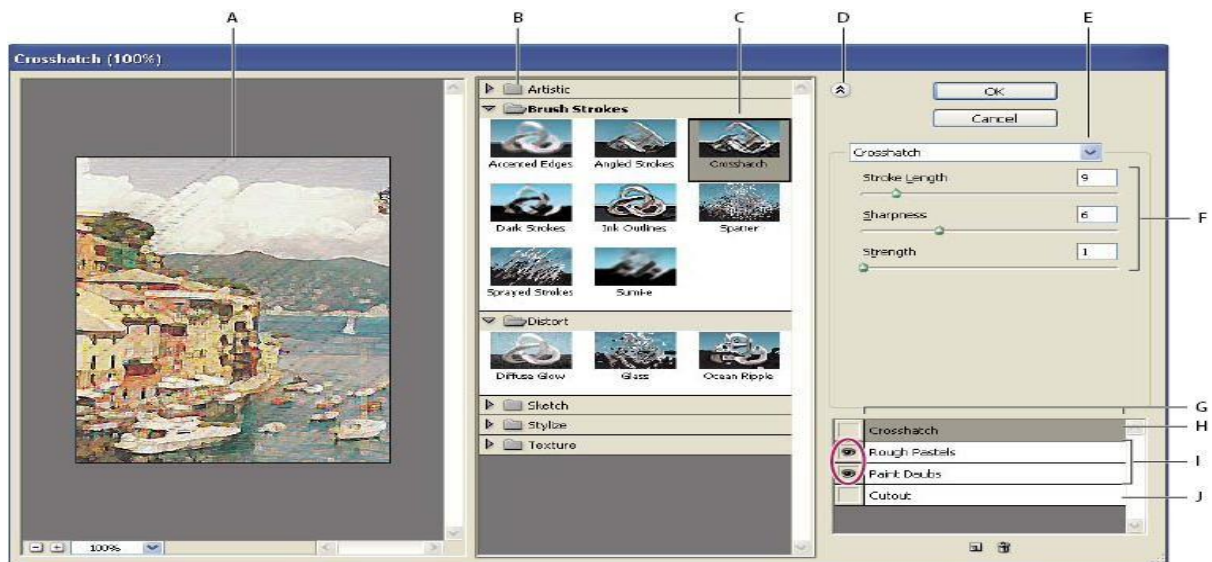 A B C D E
Crosshatch (100%)
Artistic
Brush Strokes
Accented Edges Angled Strokes Crosshatch
Dark Strokes Ink Outlines Spatter
Sprayed Strokes Sumi-e
Distort
Diffuse Glow Glass Ocean Ripple
Sketch
Stylize
Texture
100%
OK
Cancel
Crosshatch
Stroke Length 9
Sharpness 6
F
Strength 1
G
Crosshatch H
Rough Pastels
I
Paint Daubs
Cutout J